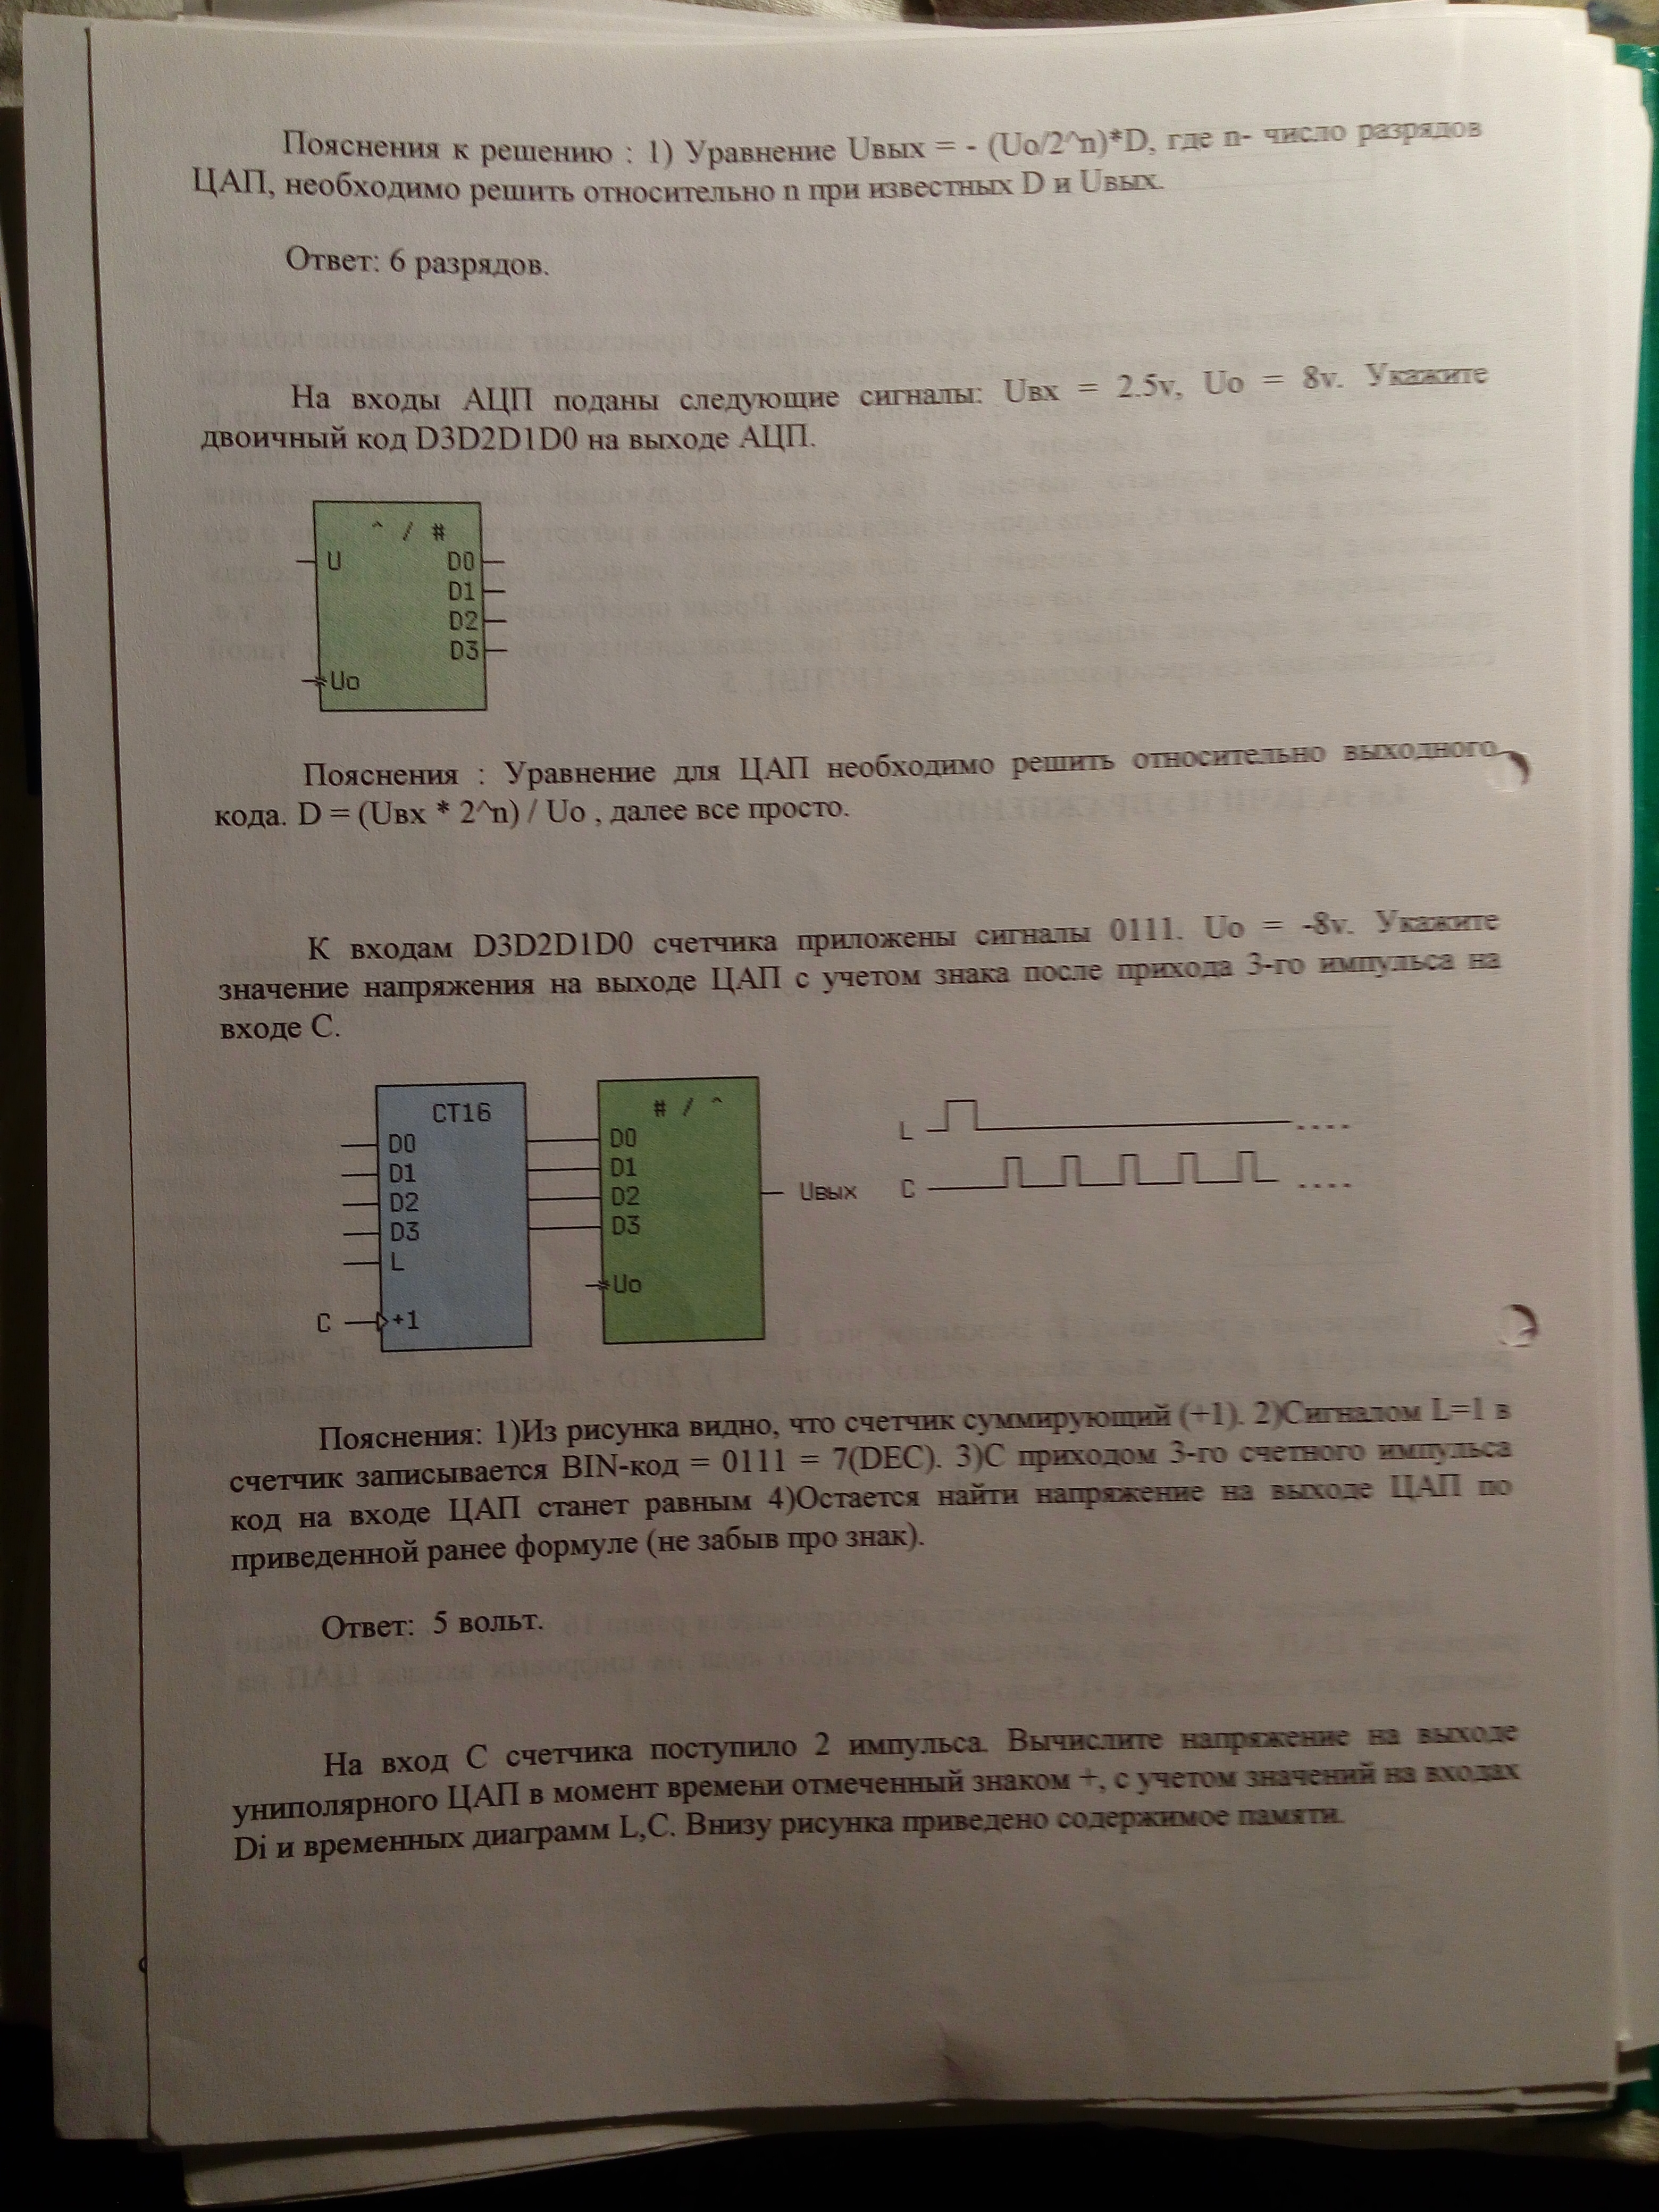 Пояснения к решению : 1) Уравнение Uвых = - (Uo/2^n)*D, где n- число разрядов
ЦАП, необходимо решить относительно n при известных D и Uвых.
Ответ: 6 разрядов.
На входы АЦП поданы следующие сигналы: Uвх = 2.5v, Uo = 8v. Укажите
двоичный код D3D2D1D0 на выходе АЦП.
^ / #
U D0
D1
D2
D3
Uo
Пояснения : Уравнение для ЦАП необходимо решить относительно выходного
кода. D = (Uвх * 2^n) / Uo , далее все просто.
К входам D3D2D1D0 счетчика приложены сигналы 0111. Uo = -8v. Укажите
значение напряжения на выходе ЦАП с учетом знака после прихода 3-го импульса на
входе С.
CT16
D0
D1
D2
D3
L
C +1
# / ^
D0
D1
D2
D3
Uo
Uвых
L ....
C ....
Пояснения: 1)Из рисунка видно, что счетчик суммирующий (+1). 2)Сигналом L=1 в
счетчик записывается BIN-код = 0111 = 7(DEC). 3)С приходом 3-го счетного импульса
код на входе ЦАП станет равным 4)Остается найти напряжение на выходе ЦАП по
приведенной ранее формуле (не забыв про знак).
Ответ: 5 вольт.
На вход С счетчика поступило 2 импульса. Вычислите напряжение на выходе
униполярного ЦАП в момент времени отмеченный знаком +, с учетом значений на входах
Di и временных диаграмм L,C. Внизу рисунка приведено содержимое памяти.